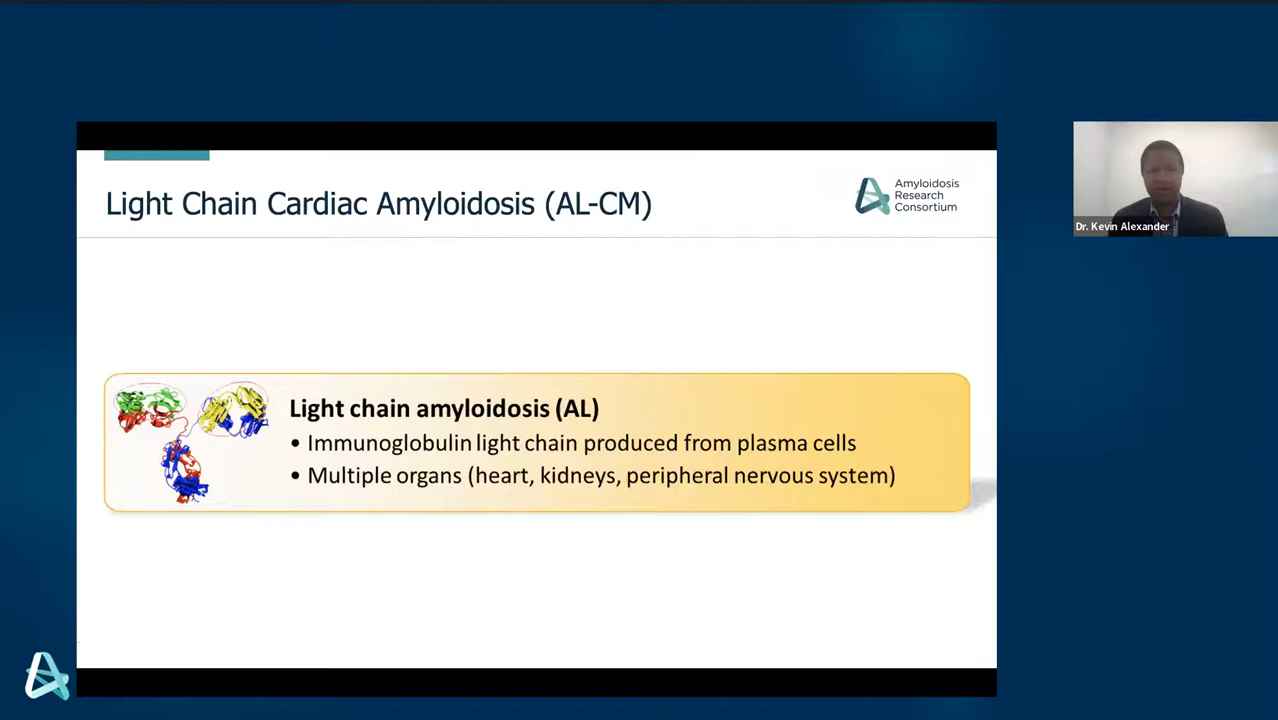 Light Chain Cardiac Amyloidosis (AL-CM)
Amyloidosis
Research
Consortium
Dr. Kevin Alexander
Light chain amyloidosis (AL)
• Immunoglobulin light chain produced from plasma cells
• Multiple organs (heart, kidneys, peripheral nervous system)